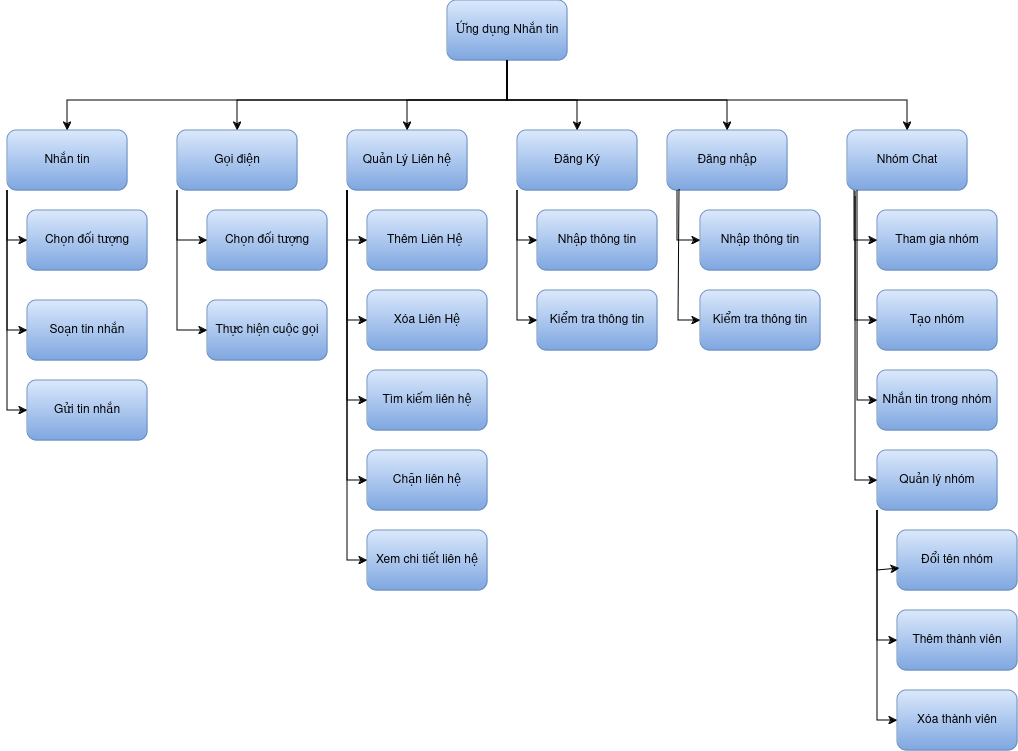 Ứng dụng Nhắn tin
Nhắn tin
Gọi điện
Quản Lý Liên hệ
Đăng Ký
Đăng nhập
Nhóm Chat
Chọn đối tượng
Chọn đối tượng
Thêm Liên Hệ
Nhập thông tin
Nhập thông tin
Tham gia nhóm
Soạn tin nhắn
Thực hiện cuộc gọi
Xóa Liên Hệ
Kiểm tra thông tin
Kiểm tra thông tin
Tạo nhóm
Gửi tin nhắn
Tìm kiếm liên hệ
Nhắn tin trong nhóm
Chặn liên hệ
Quản lý nhóm
Xem chi tiết liên hệ
Đổi tên nhóm
Thêm thành viên
Xóa thành viên